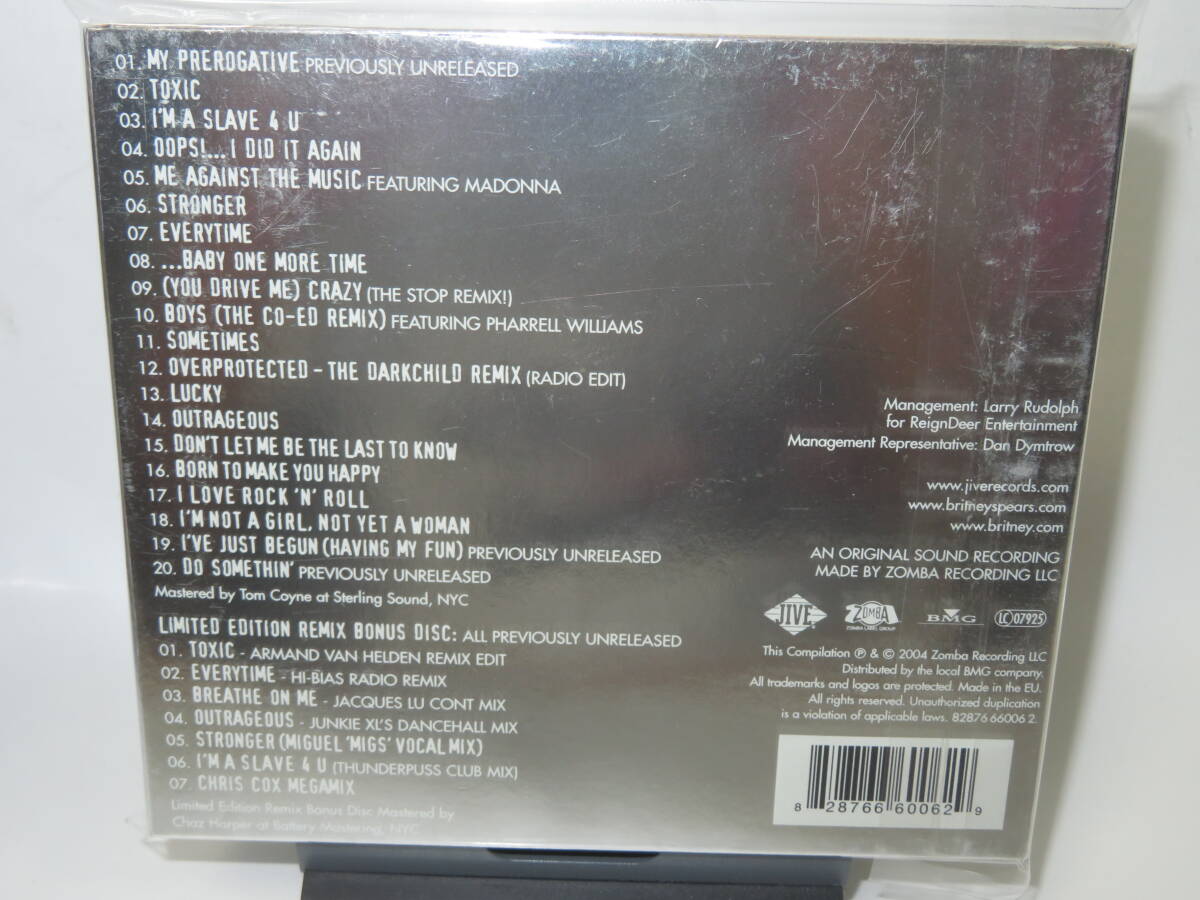 01. MY PREROGATIVE PREVIOUSLY UNRELEASED
02. TOXIC
03. I'M A SLAVE 4 U
04. OOPS!... I DID IT AGAIN
05. ME AGAINST THE MUSIC FEATURING MADONNA
06. STRONGER
07. EVERYTIME
08. ...BABY ONE MORE TIME
09. (YOU DRIVE ME) CRAZY (THE STOP REMIX!)
10. BOYS (THE CO-ED REMIX) FEATURING PHARRELL WILLIAMS
11. SOMETIMES
12. OVERPROTECTED - THE DARKCHILD REMIX (RADIO EDIT)
13. LUCKY
14. OUTRAGEOUS
15. DON'T LET ME BE THE LAST TO KNOW
16. BORN TO MAKE YOU HAPPY
17. I LOVE ROCK 'N' ROLL
18. I'M NOT A GIRL, NOT YET A WOMAN
19. I'VE JUST BEGUN (HAVING MY FUN) PREVIOUSLY UNRELEASED
20. DO SOMETHIN' PREVIOUSLY UNRELEASED
Mastered by Tom Coyne at Sterling Sound, NYC
LIMITED EDITION REMIX BONUS DISC: ALL PREVIOUSLY UNRELEASED
01. TOXIC - ARMAND VAN HELDEN REMIX EDIT
02. EVERYTIME - HI-BIAS RADIO REMIX
03. BREATHE ON ME - JACQUES LU CONT MIX
04. OUTRAGEOUS - JUNKIE XL'S DANCEHALL MIX
05. STRONGER (MIGUEL 'MIGS' VOCAL MIX)
06. I'M A SLAVE 4 U (THUNDERPUSS CLUB MIX)
07. CHRIS COX MEGAMIX
Limited Edition Remix Bonus Disc Mastered by
Chaz Harper at Battery Mastering, NYC
Management: Larry Rudolph
for ReignDeer Entertainment
Management Representative: Dan Dymtrow
www.jiverecords.com
www.britneyspears.com
www.britney.com
AN ORIGINAL SOUND RECORDING
MADE BY ZOMBA RECORDING LLC
JIVE ZOMBA BMG LC 07925
ZOMBA LABEL GROUP
This Compilation ℗ & © 2004 Zomba Recording LLC
Distributed by the local BMG company.
All trademarks and logos are protected. Made in the EU.
All rights reserved. Unauthorized duplication
is a violation of applicable laws. 82876 66006 2.
8 28766 60062 9